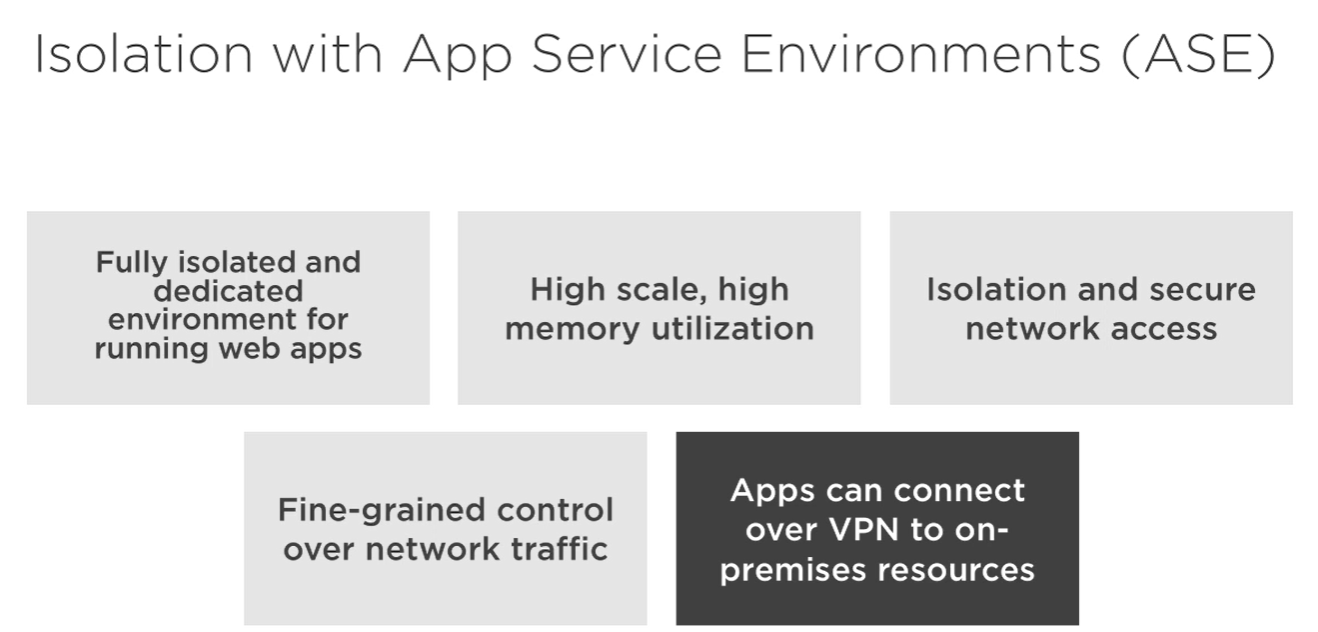 Isolation with App Service Environments (ASE)
Fully isolated and
dedicated
environment for
running web apps
High scale, high
memory utilization
Isolation and secure
network access
Fine-grained control
over network traffic
Apps can connect
over VPN to on-
premises resources